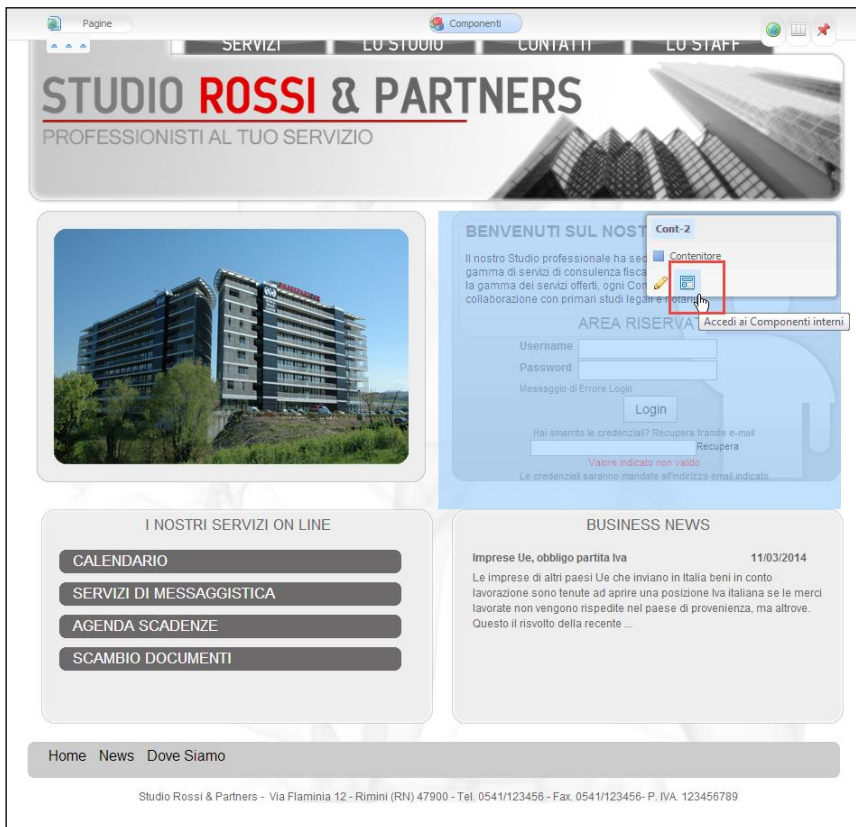 Pagine
Componenti
SERVIZI
LO STUDIO
CONTATTI
LO STAFF
STUDIO ROSSI & PARTNERS
PROFESSIONISTI AL TUO SERVIZIO
BENVENUTI SUL NOST
Cont-2
Contenitore
Il nostro Studio professionale ha sed
gamma di servizi di consulenza fisca
la gamma dei servizi offerti, ogni Con
collaborazione con primari studi legali e notarili
Accedi ai Componenti interni
AREA RISERVAT
Username
Password
Messaggio di Errore Login
Login
Hai smarrito le credenziali? Recupera tramite e-mail
Recupera
Valore indicato non valido
Le credenziali saranno mandate all'indirizzo email indicato
I NOSTRI SERVIZI ON LINE
CALENDARIO
SERVIZI DI MESSAGGISTICA
AGENDA SCADENZE
SCAMBIO DOCUMENTI
BUSINESS NEWS
Imprese Ue, obbligo partita Iva 11/03/2014
Le imprese di altri paesi Ue che inviano in Italia beni in conto
lavorazione sono tenute ad aprire una posizione Iva italiana se le merci
lavorate non vengono rispedite nel paese di provenienza, ma altrove.
Questo il risvolto della recente ...
Home News Dove Siamo
Studio Rossi & Partners - Via Flaminia 12 - Rimini (RN) 47900 - Tel. 0541/123456 - Fax. 0541/123456- P. IVA. 123456789